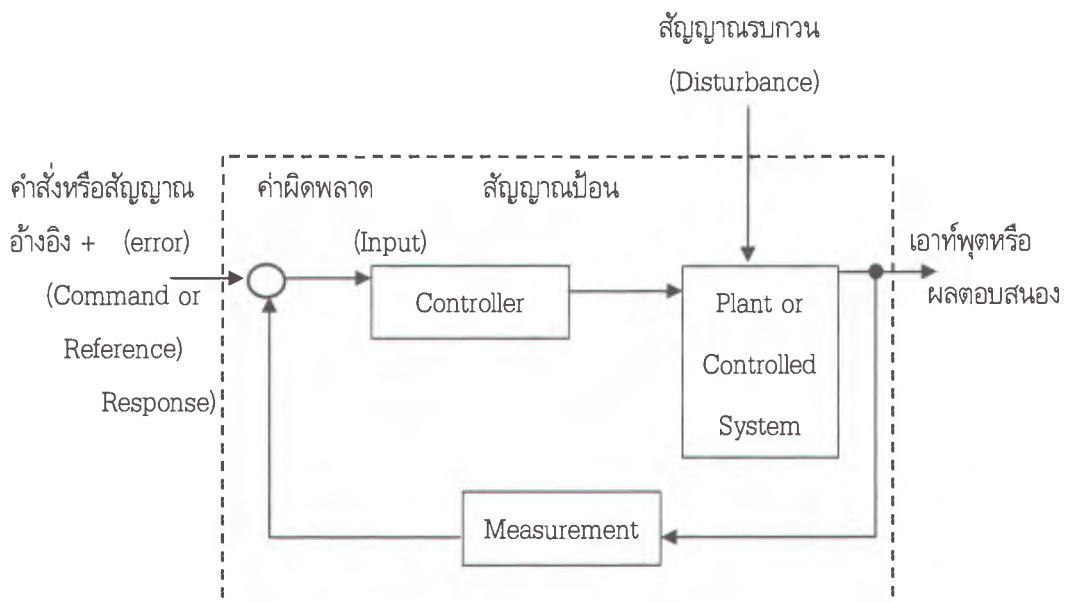 สัญญาณรบกวน
(Disturbance)
คำสั่งหรือสัญญาณ ค่าผิดพลาด สัญญาณป้อน
อ้างอิง + (error) (Input) เอาท์พุตหรือ
(Command or Controller Plant or ผลตอบสนอง
Reference) Controlled
Response) System
Measurement